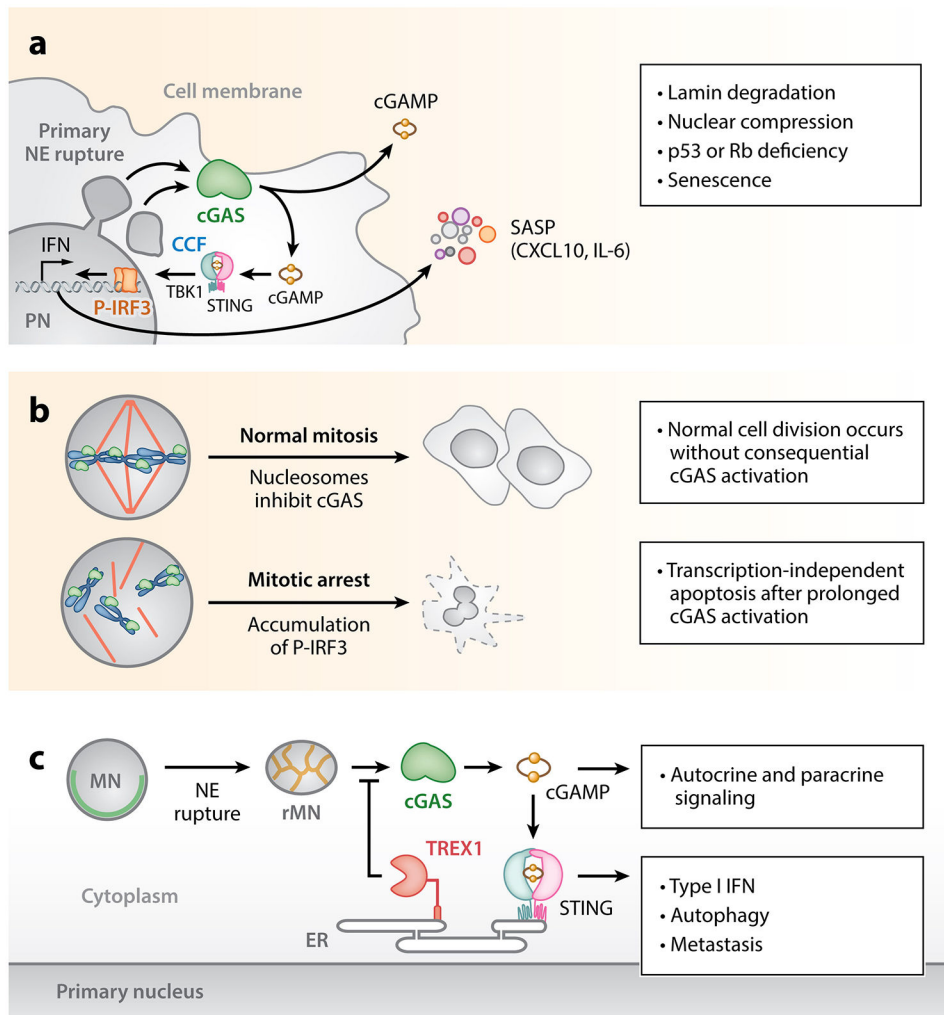 a
Cell membrane
Primary
NE rupture
cGAMP
cGAS
CCF
IFN
TBK1
STING
cGAMP
P-IRF3
PN
SASP
(CXCL10, IL-6)
• Lamin degradation
• Nuclear compression
• p53 or Rb deficiency
• Senescence
b
Normal mitosis
Nucleosomes
inhibit cGAS
• Normal cell division occurs
without consequential
cGAS activation
Mitotic arrest
Accumulation
of P-IRF3
• Transcription-independent
apoptosis after prolonged
cGAS activation
c
MN
NE
rupture
rMN
cGAS
cGAMP
• Autocrine and paracrine
signaling
TREX1
STING
Cytoplasm
ER
• Type I IFN
• Autophagy
• Metastasis
Primary nucleus